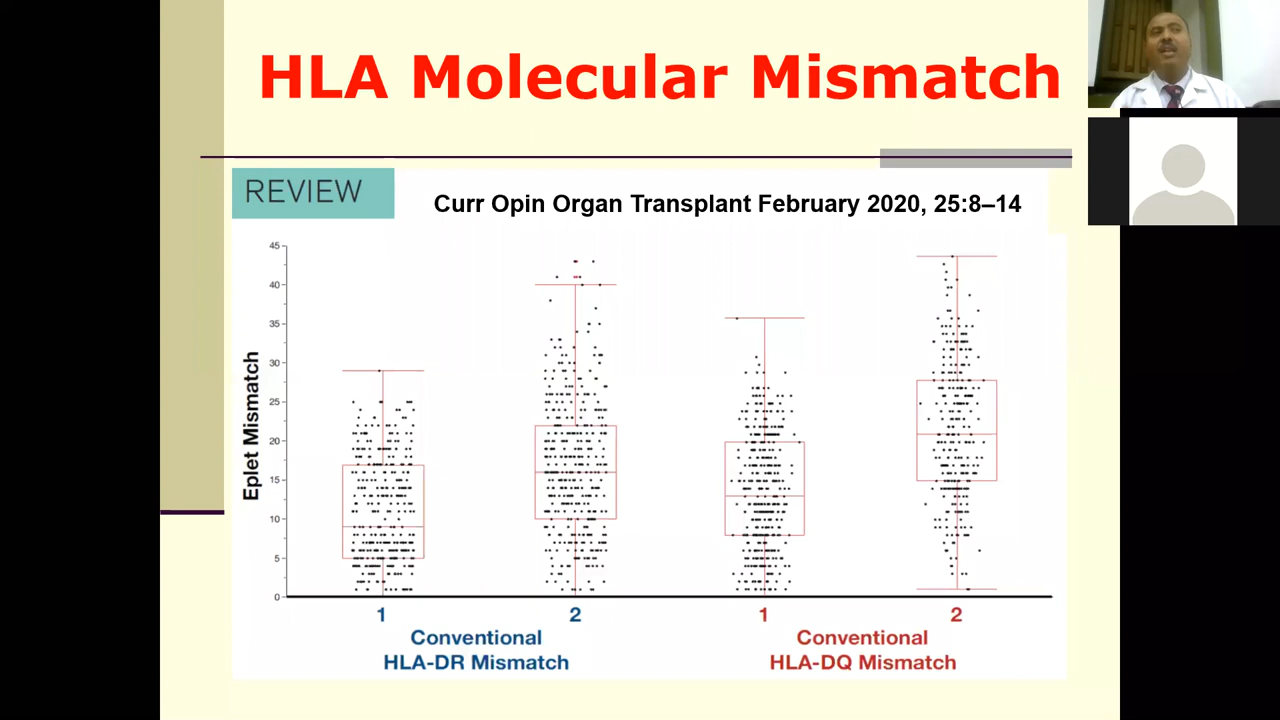 HLA Molecular Mismatch
REVIEW
Curr Opin Organ Transplant February 2020, 25:8–14
Eplet Mismatch
45
40
35
30
25
20
15
10
5
0
1
2
1
2
Conventional
HLA-DR Mismatch
Conventional
HLA-DQ Mismatch